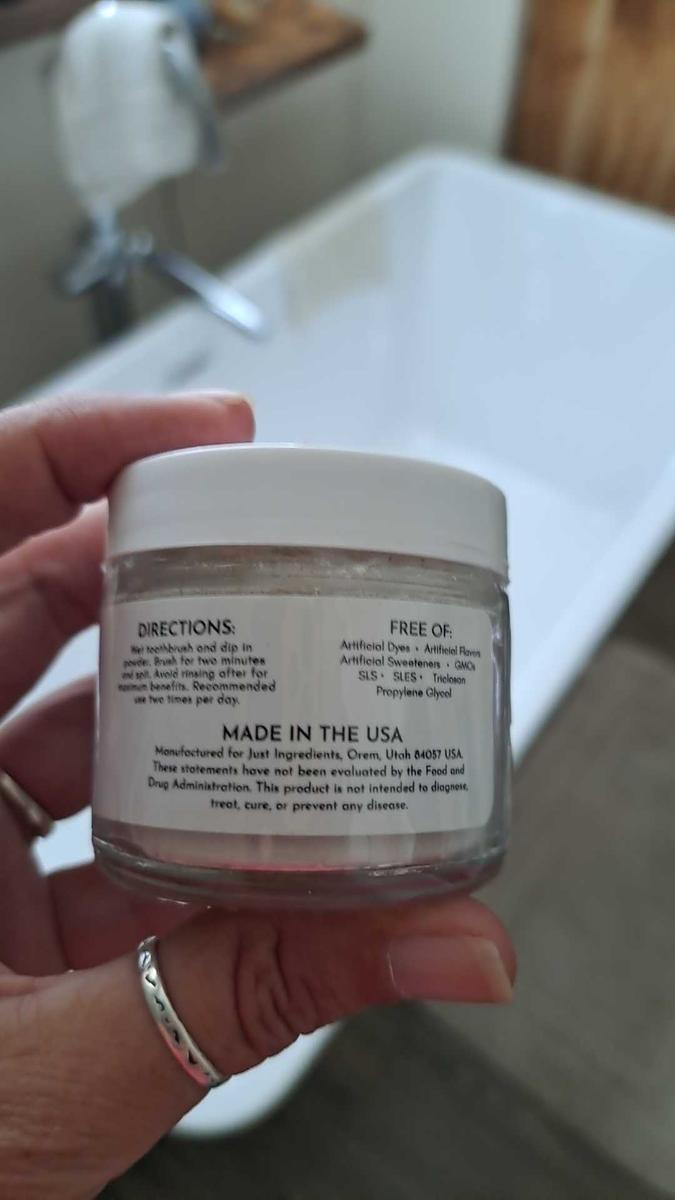 DIRECTIONS:
Wet toothbrush and dip in
powder. Brush for two minutes
and spit. Avoid rinsing after for
maximum benefits. Recommended
use two times per day.
FREE OF:
Artificial Dyes • Artificial Flavors
Artificial Sweeteners • GMOs
SLS • SLES • Triclosan
Propylene Glycol
MADE IN THE USA
Manufactured for Just Ingredients, Orem, Utah 84057 USA.
These statements have not been evaluated by the Food and
Drug Administration. This product is not intended to diagnose,
treat, cure, or prevent any disease.